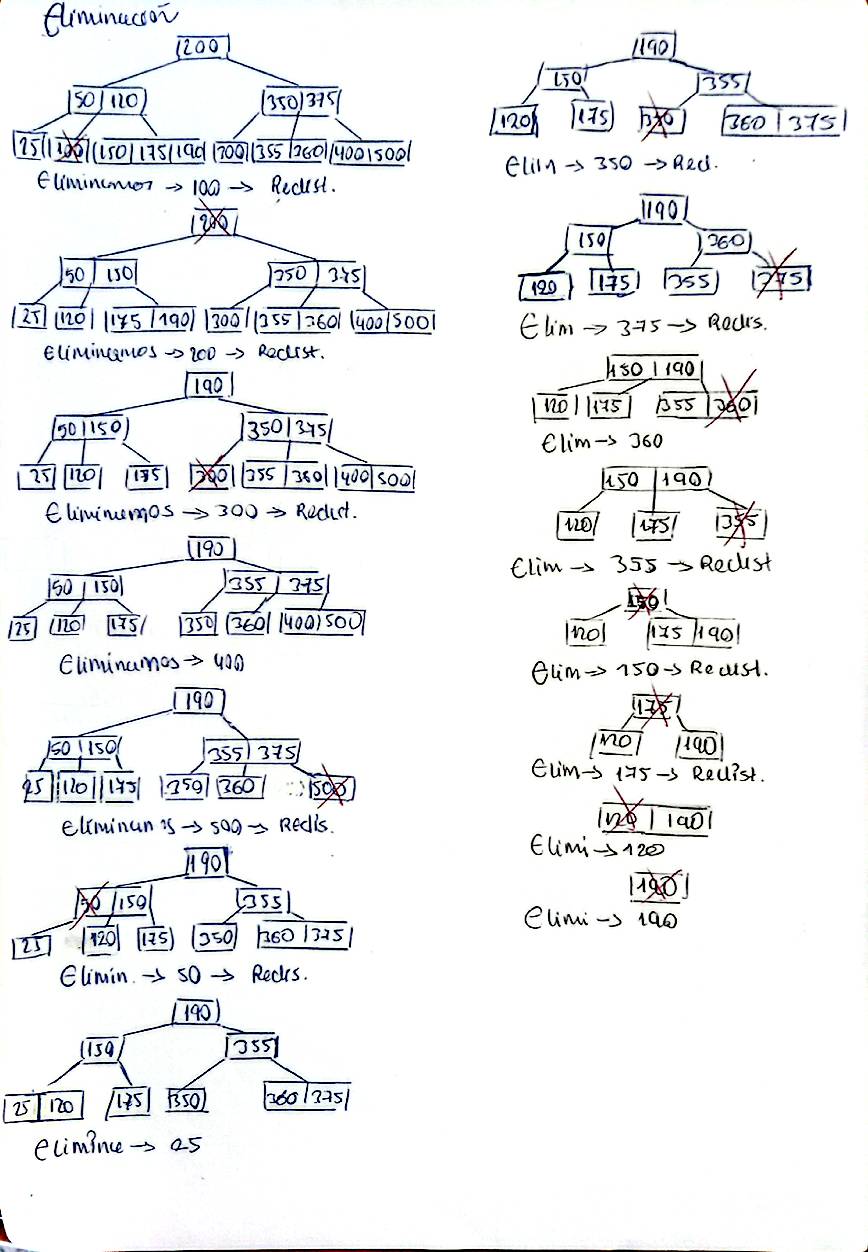 Eliminación
200
50 120 350 375
25 100 150 175 190 200 355 360 400 500
Eliminamos → 100 → Redist.
200
50 150 350 375
25 120 175 190 300 355 360 400 500
Eliminamos → 200 → Redist.
190
50 150 350 375
25 120 175 300 355 360 400 500
Eliminamos → 300 → Redist.
190
50 150 355 375
25 120 175 350 360 400 500
Eliminamos → 400
190
50 150 355 375
25 120 175 350 360 500
→ 500 → Redis.
190
50 150 355
25 120 175 350 360 375
Elimin. → 50 → Redis.
190
150 355
25 120 175 350 360 375
elimine → 25
190
150 355
120 175 350 360 375
Elim → 350 → Red.
190
150 360
120 175 355 375
Elim → 375 → Redis.
150 190
120 175 355 360
Elim → 360
150 190
120 175 355
Elim → 355 → Redist
150
120 175 190
Elim → 150 → Redist.
175
120 190
Elim → 175 → Redist.
120 190
Elimi → 120
190
Elimi → 190